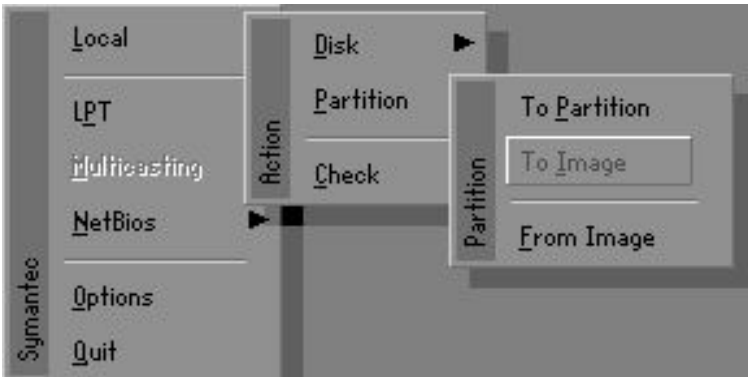 Symantec
Local
LPT
Multicasting
NetBios
Options
Quit
Action
Disk
Partition
Check
Partition
To Partition
To Image
From Image